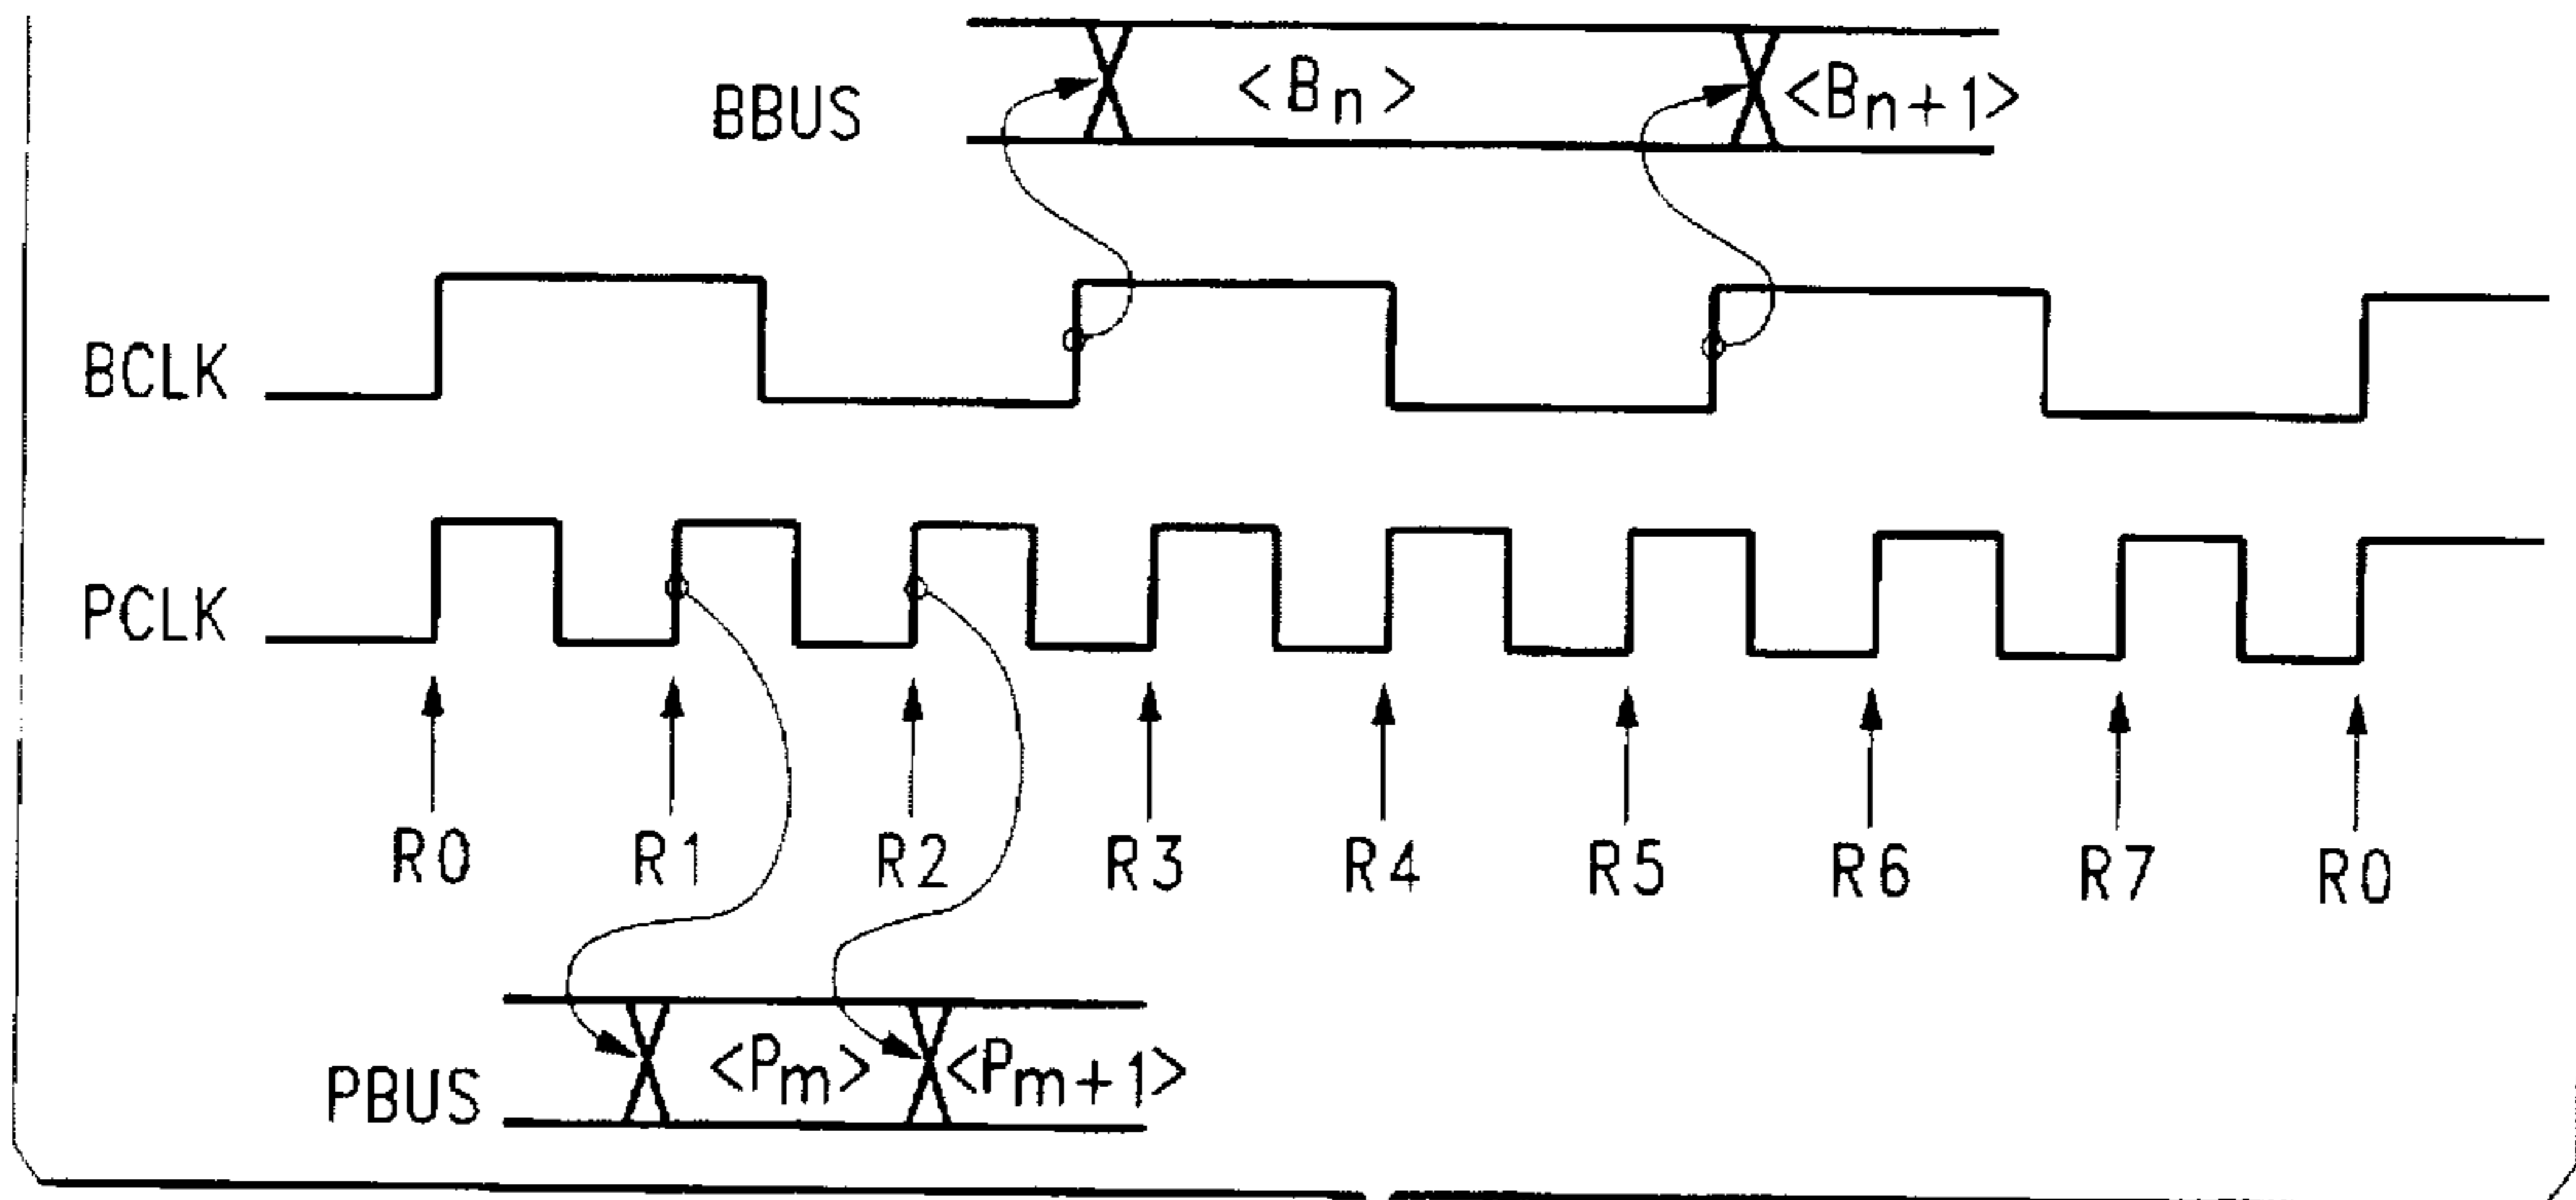 BBUS <Bn> <Bn+1>
BCLK
PCLK
R0 R1 R2 R3 R4 R5 R6 R7 R0
PBUS <Pm> <Pm+1>